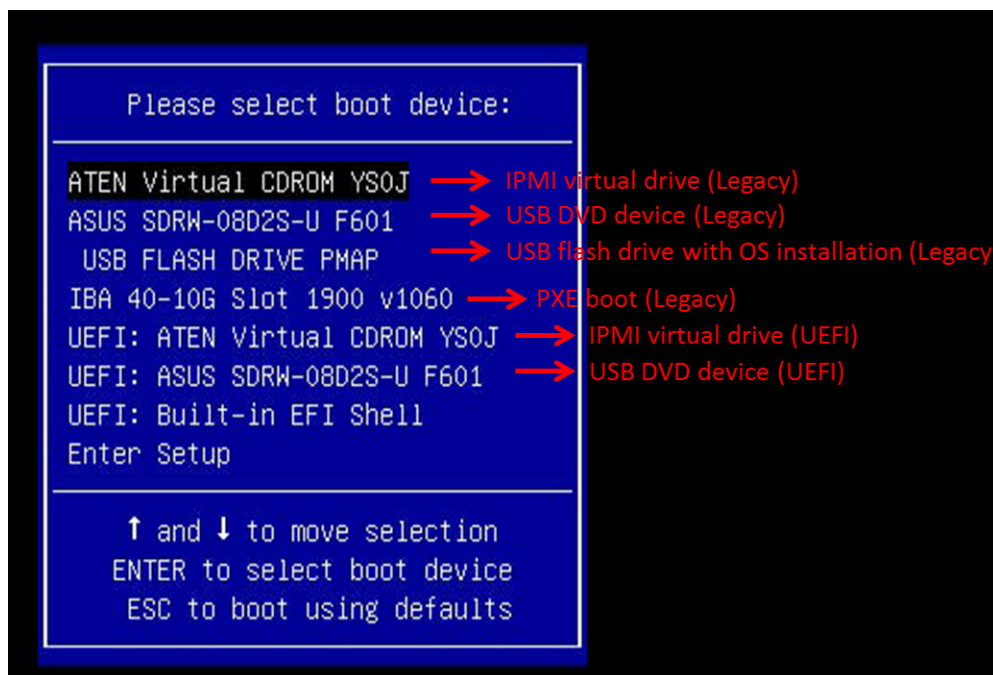 Please select boot device:
ATEN Virtual CDROM YS0J → IPMI virtual drive (Legacy)
ASUS SDRW-08D2S-U F601 → USB DVD device (Legacy)
USB FLASH DRIVE PMAP → USB flash drive with OS installation (Legacy
IBA 40-10G Slot 1900 v1060 → PXE boot (Legacy)
UEFI: ATEN Virtual CDROM YS0J → IPMI virtual drive (UEFI)
UEFI: ASUS SDRW-08D2S-U F601 → USB DVD device (UEFI)
UEFI: Built-in EFI Shell
Enter Setup
↑ and ↓ to move selection
ENTER to select boot device
ESC to boot using defaults